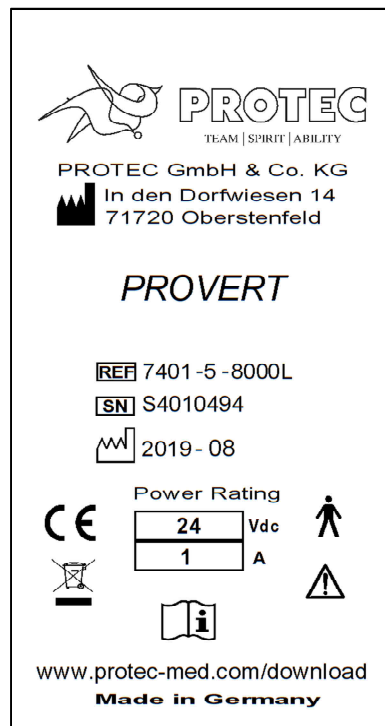 PROTEC
TEAM | SPIRIT | ABILITY
PROTEC GmbH & Co. KG
In den Dorfwiesen 14
71720 Oberstenfeld
PROVERT
REF 7401-5-8000L
SN S4010494
2019-08
Power Rating
CE
24 Vdc
1 A
i
www.protec-med.com/download
Made in Germany